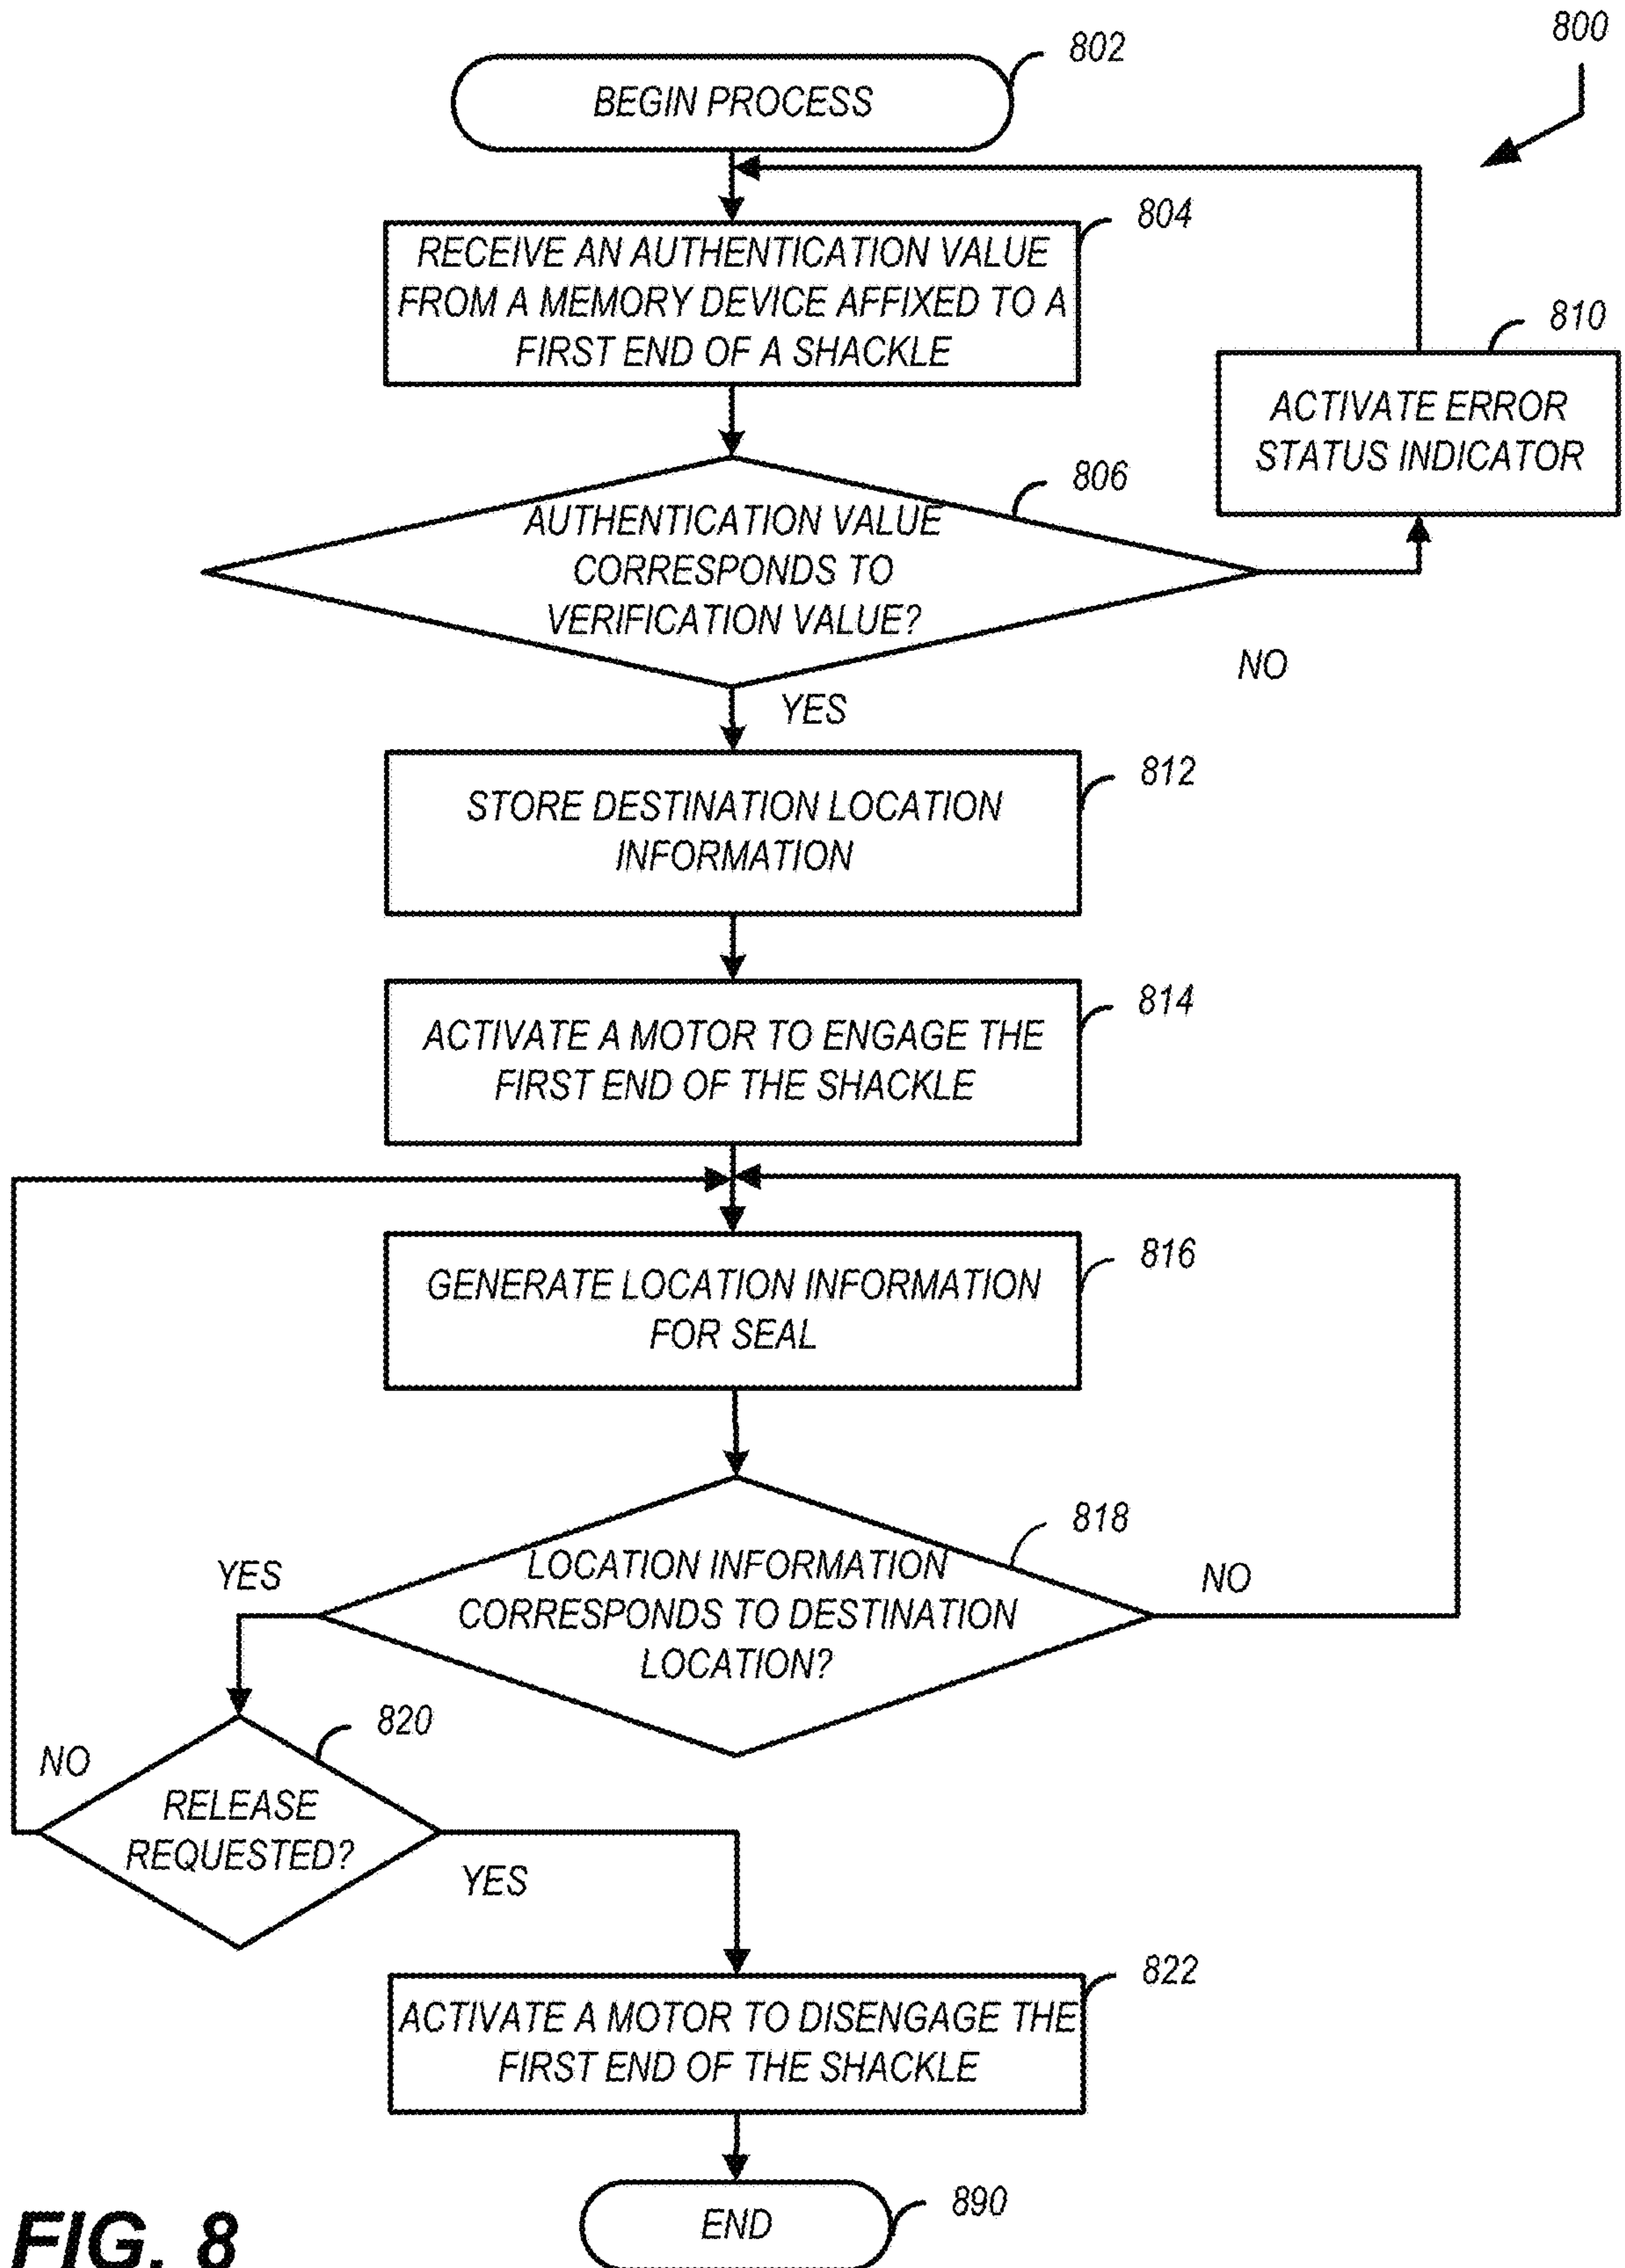 800
802
BEGIN PROCESS
804
RECEIVE AN AUTHENTICATION VALUE
FROM A MEMORY DEVICE AFFIXED TO A
FIRST END OF A SHACKLE
810
ACTIVATE ERROR
STATUS INDICATOR
806
AUTHENTICATION VALUE
CORRESPONDS TO
VERIFICATION VALUE?
NO
YES
812
STORE DESTINATION LOCATION
INFORMATION
814
ACTIVATE A MOTOR TO ENGAGE THE
FIRST END OF THE SHACKLE
816
GENERATE LOCATION INFORMATION
FOR SEAL
818
YES
LOCATION INFORMATION
CORRESPONDS TO DESTINATION
LOCATION?
NO
820
NO
RELEASE
REQUESTED?
YES
822
ACTIVATE A MOTOR TO DISENGAGE THE
FIRST END OF THE SHACKLE
890
END
FIG. 8